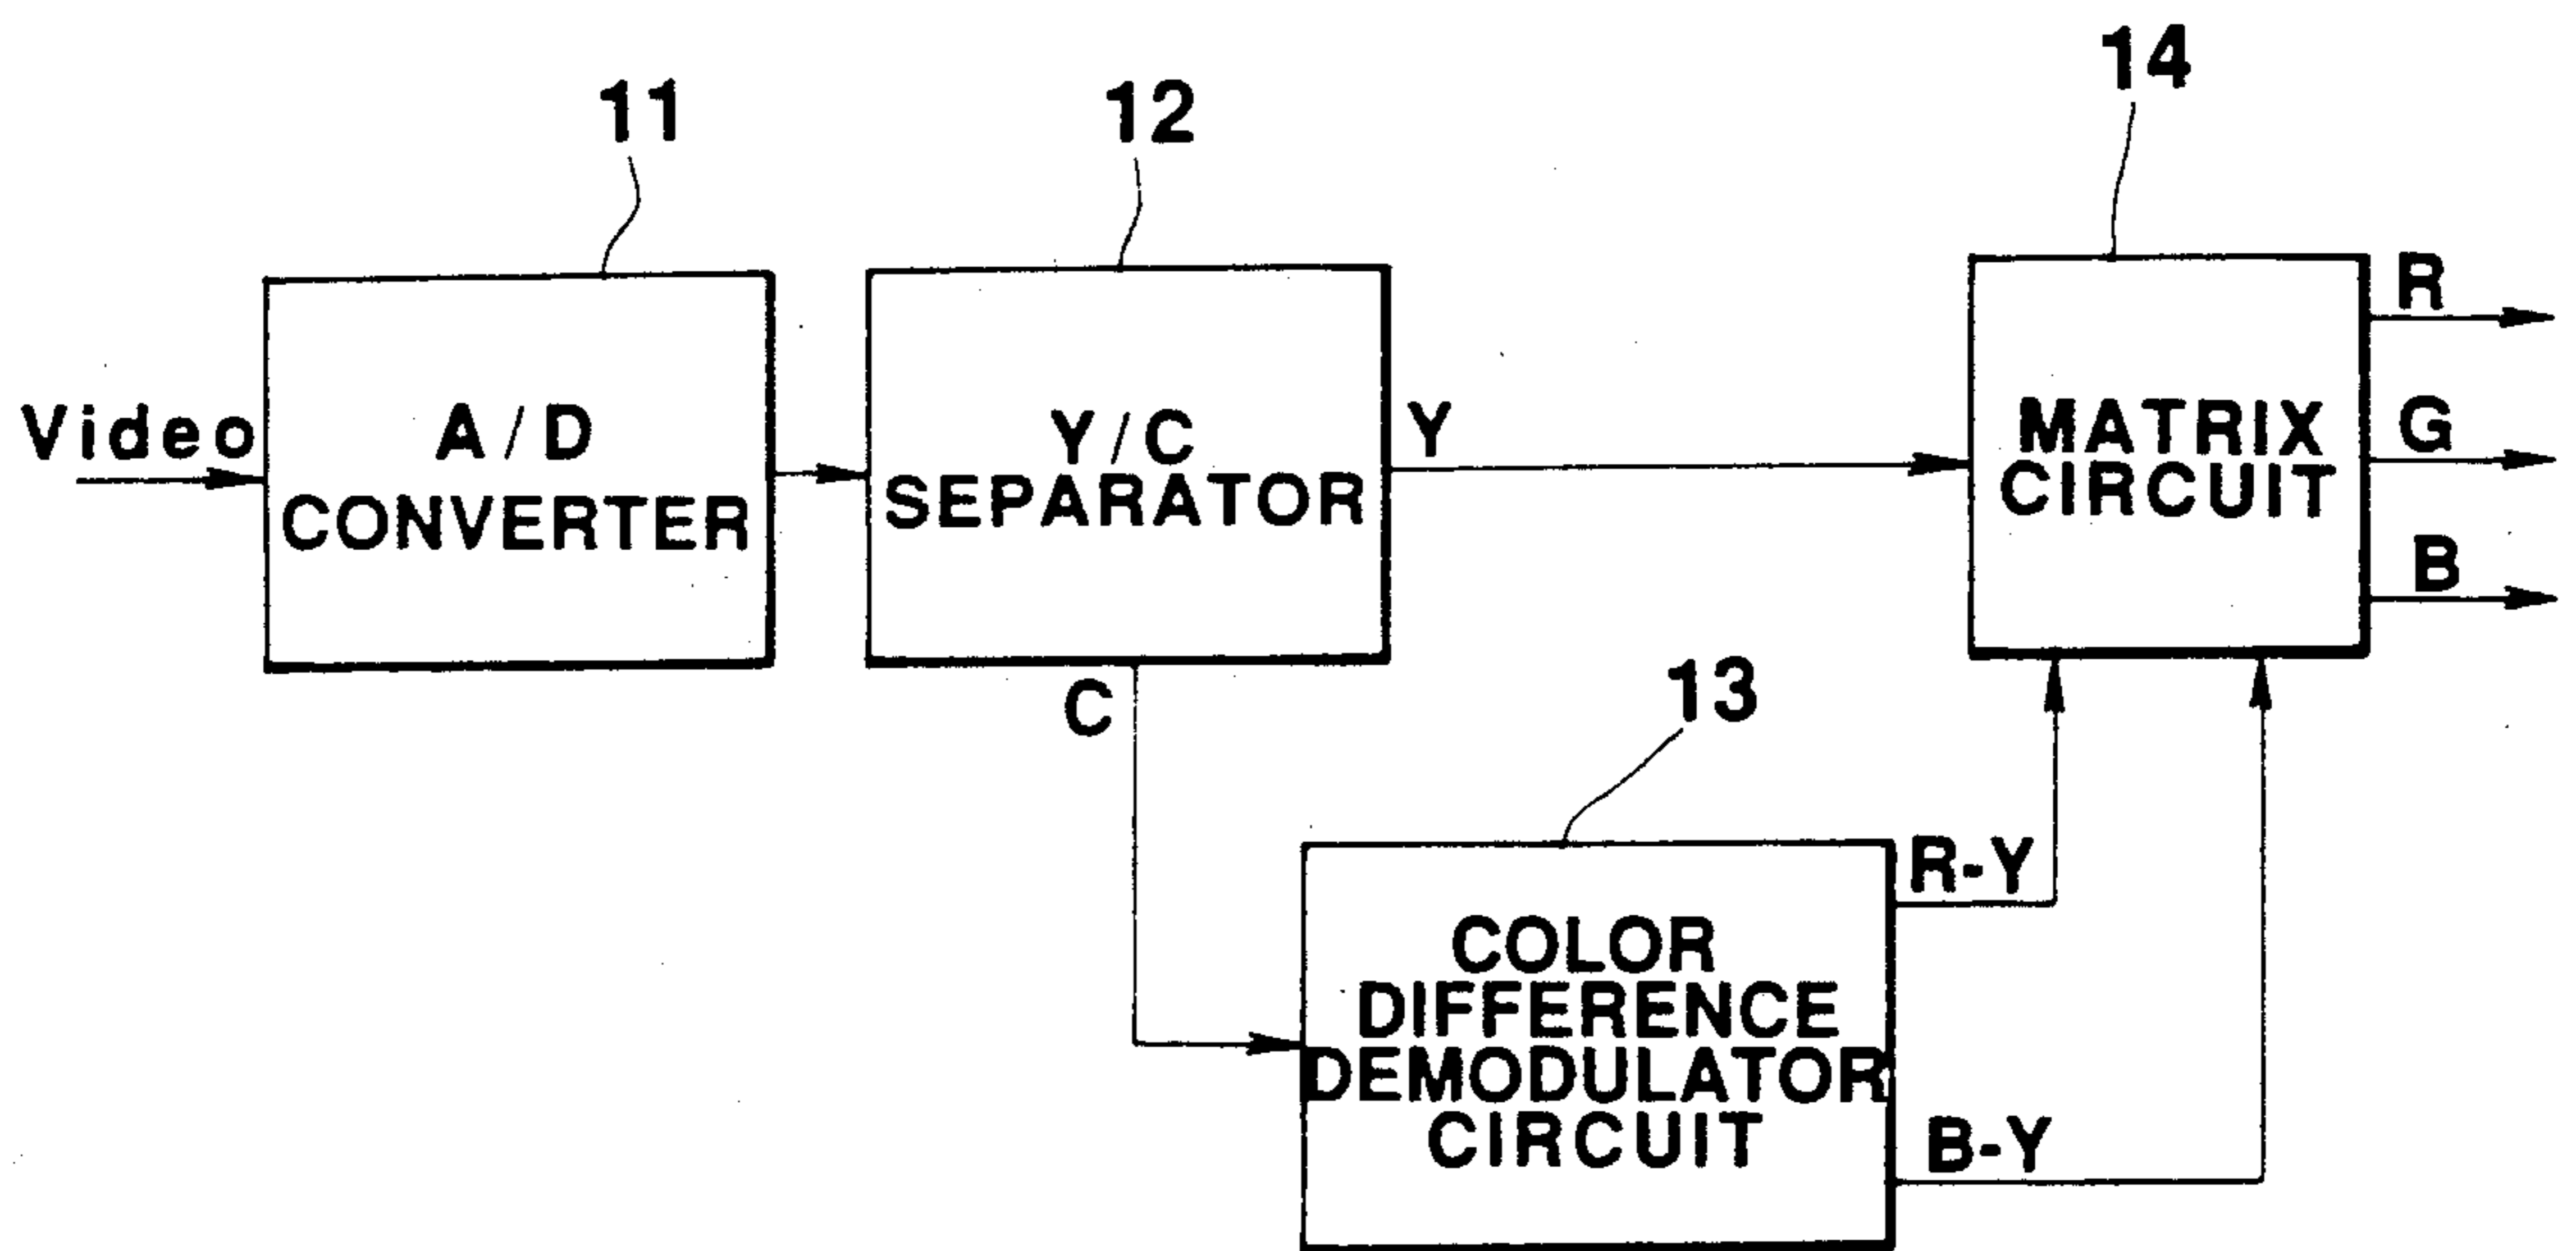 11
12
14
Video
A/D
CONVERTER
Y/C
SEPARATOR
Y
C
MATRIX
CIRCUIT
R
G
B
13
COLOR
DIFFERENCE
DEMODULATOR
CIRCUIT
R-Y
B-Y